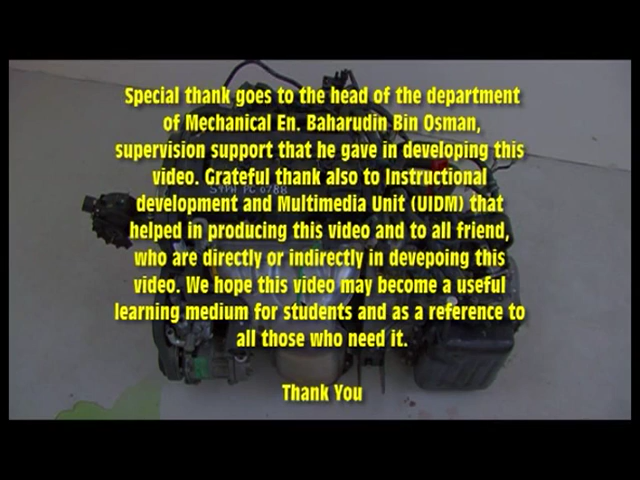 Special thank goes to the head of the department
of Mechanical En. Baharudin Bin Osman,
supervision support that he gave in developing this
video. Grateful thank also to Instructional
development and Multimedia Unit (UIDM) that
helped in producing this video and to all friend,
who are directly or indirectly in devepoing this
video. We hope this video may become a useful
learning medium for students and as a reference to
all those who need it.
Thank You